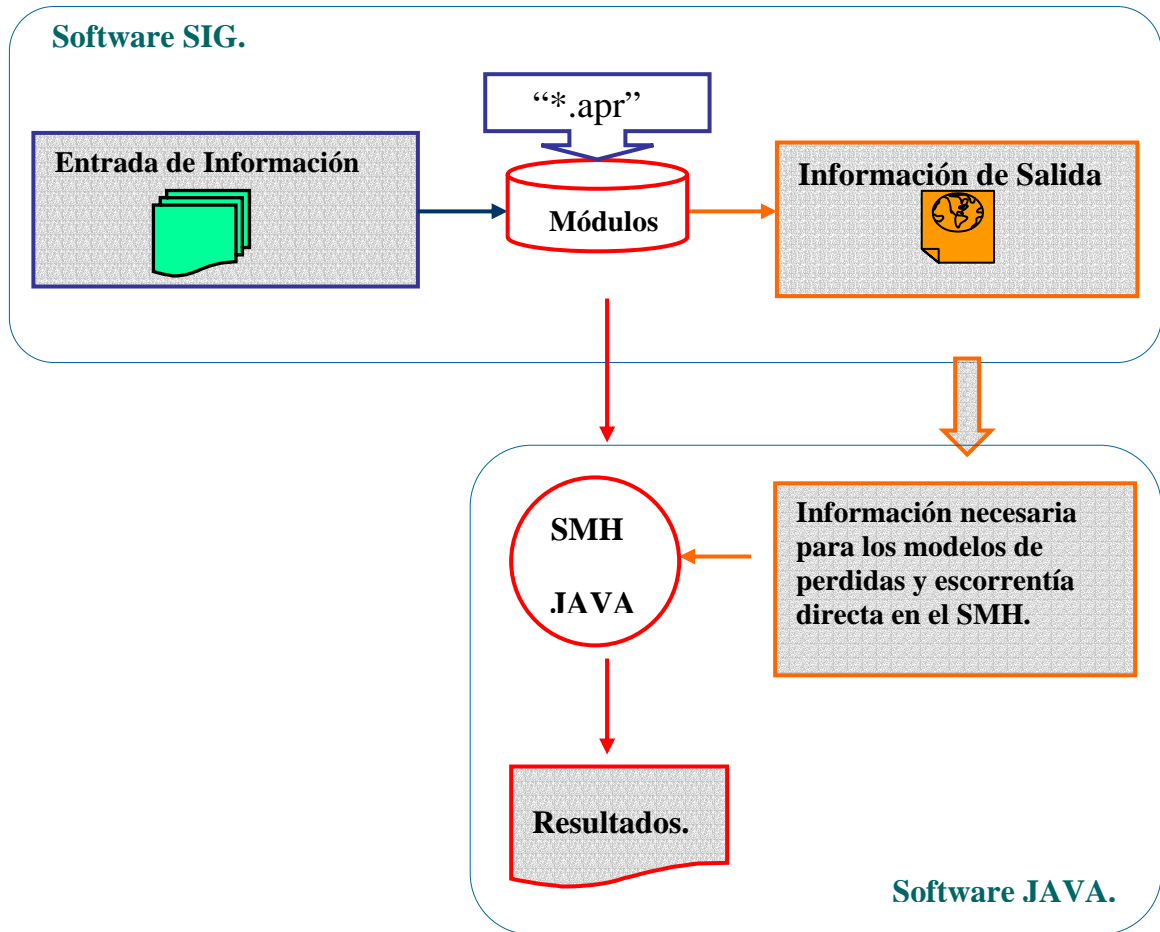 Software SIG.
“*.apr”
Entrada de Información
Módulos
Información de Salida
SMH
.JAVA
Información necesaria
para los modelos de
perdidas y escorrentía
directa en el SMH.
Resultados.
Software JAVA.